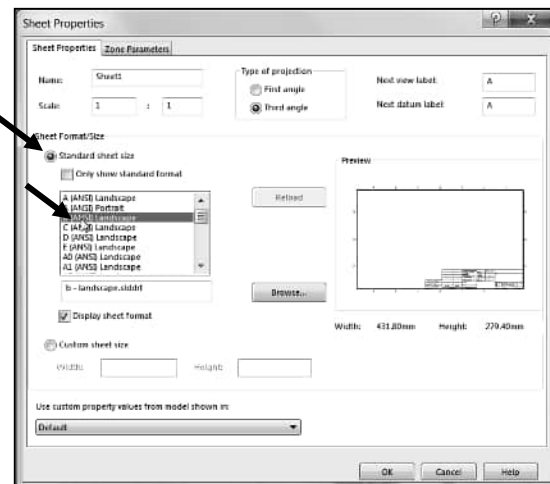 Sheet Properties
Sheet Properties Zone Parameters
Name: Sheet1
Scale: 1 : 1
Type of projection
First angle
Third angle
Next view label: A
Next datum label: A
Sheet Format/Size
Standard sheet size
Only show standard format
A (ANSI) Landscape
A (ANSI) Portrait
B (ANSI) Landscape
C (ANSI) Landscape
D (ANSI) Landscape
E (ANSI) Landscape
A0 (ANSI) Landscape
A1 (ANSI) Landscape
b - landscape.slddrt
Display sheet format
Reload
Browse...
Custom sheet size
Width: Height:
Preview
Width: 431.80mm Height: 279.40mm
Use custom property values from model shown in:
Default
OK Cancel Help